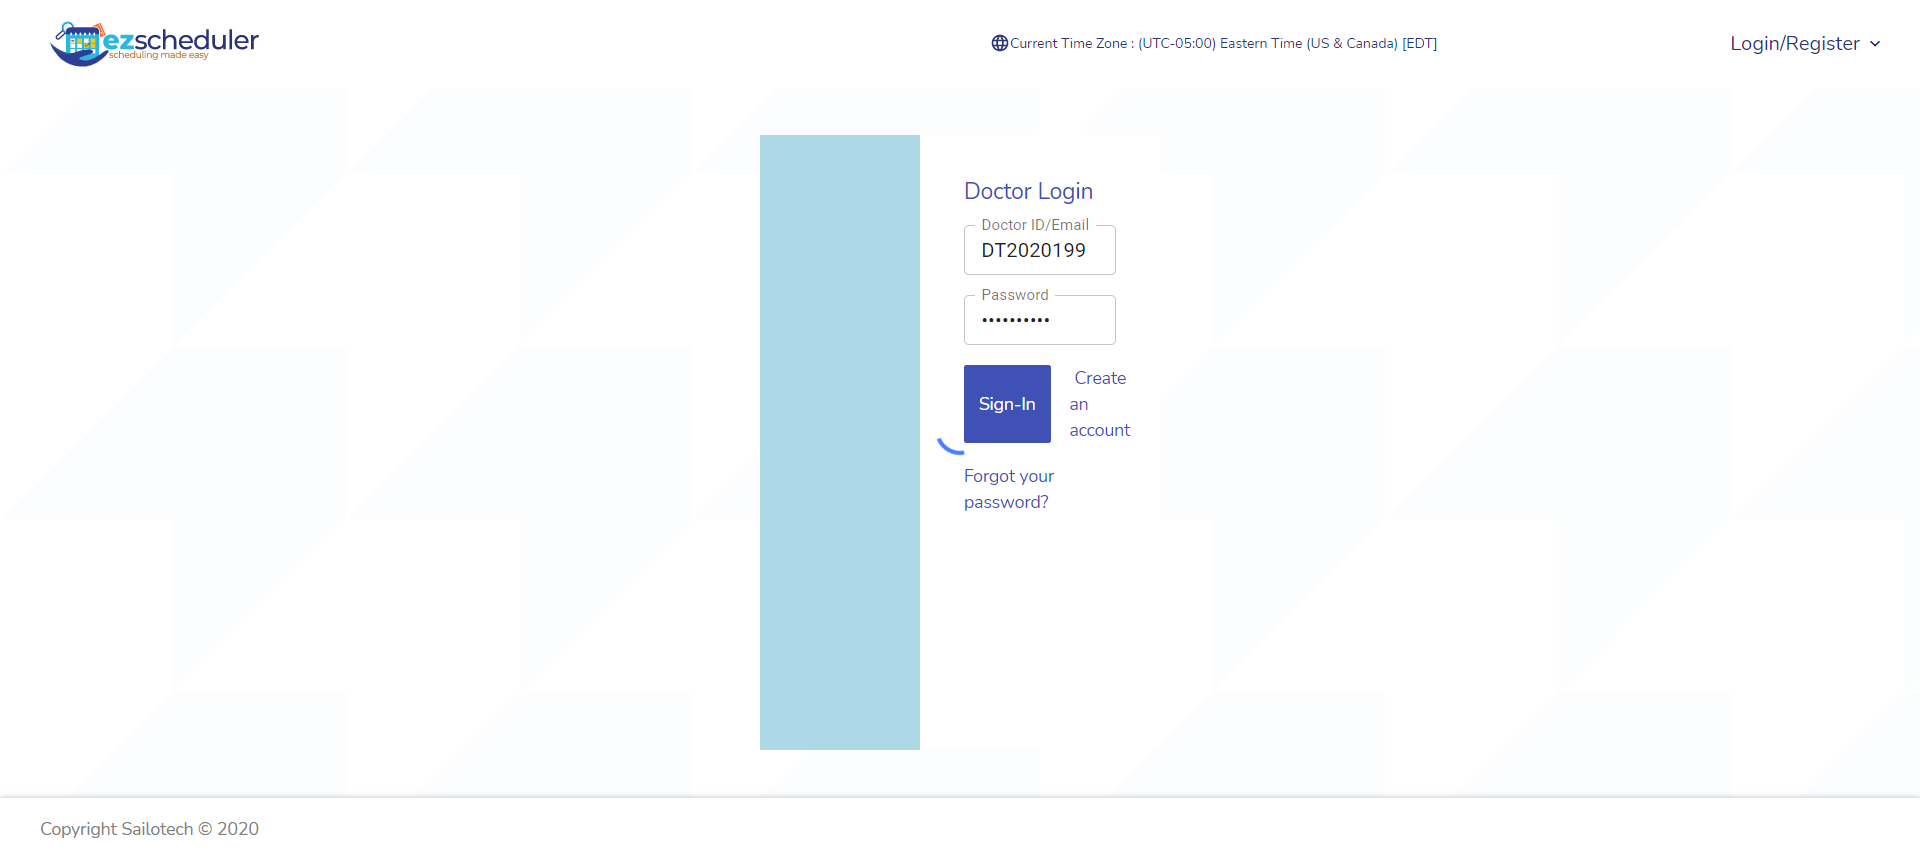 ezscheduler
scheduling made easy
Current Time Zone : (UTC-05:00) Eastern Time (US & Canada) [EDT]
Login/Register
Doctor Login
Doctor ID/Email
DT2020199
Password
••••••••••
Sign-In
Create
an
account
Forgot your
password?
Copyright Sailotech © 2020